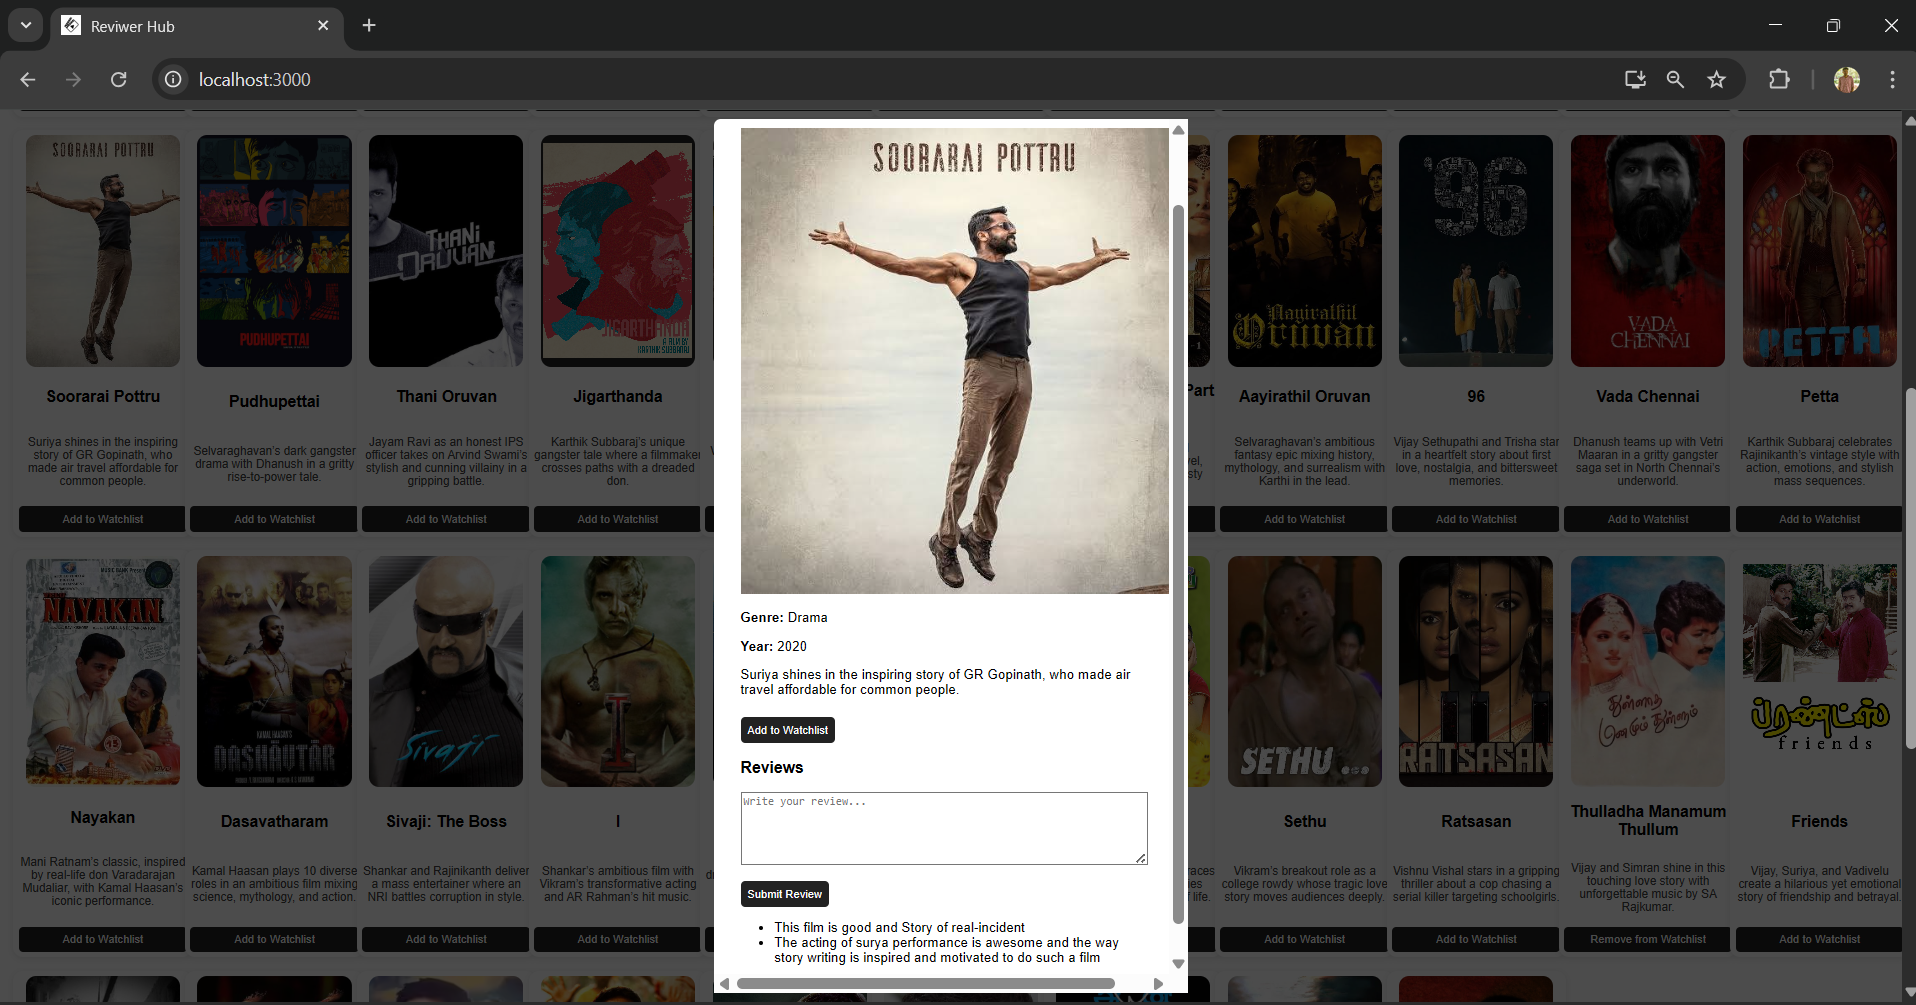 Reviwer Hub
localhost:3000
SOORARAI POTTRU
THANI
ORUVAN
JIGARTHANDA
A FILM BY
KARTHIK SUBBARAJ
PUDHUPETTAI
SOORARAI POTTRU
Aayirathil
Oruvan
'96
VADA
CHENNAI
PETTA
Soorarai Pottru
Pudhupettai
Thani Oruvan
Jigarthanda
Part
Aayirathil Oruvan
96
Vada Chennai
Petta
Suriya shines in the inspiring
story of GR Gopinath, who
made air travel affordable for
common people.
Selvaraghavan's dark gangster
drama with Dhanush in a gritty
rise-to-power tale.
Jayam Ravi as an honest IPS
officer takes on Arvind Swami's
stylish and cunning villainy in a
gripping battle.
Karthik Subbaraj's unique
gangster tale where a filmmaker
crosses paths with a dreaded
don.
Selvaraghavan's ambitious
fantasy epic mixing history,
mythology, and surrealism with
Karthi in the lead.
Vijay Sethupathi and Trisha star
in a heartfelt story about first
love, nostalgia, and bittersweet
memories.
Dhanush teams up with Vetri
Maaran in a gritty gangster
saga set in North Chennai's
underworld.
Karthik Subbaraj celebrates
Rajinikanth's vintage style with
action, emotions, and stylish
mass sequences.
Add to Watchlist
Add to Watchlist
Add to Watchlist
Add to Watchlist
Add to Watchlist
Add to Watchlist
Add to Watchlist
Add to Watchlist
Genre: Drama
Year: 2020
Suriya shines in the inspiring story of GR Gopinath, who made air
travel affordable for common people.
Add to Watchlist
Reviews
Write your review...
Submit Review
• This film is good and Story of real-incident
• The acting of surya performance is awesome and the way
story writing is inspired and motivated to do such a film
NAYAKAN
DASAVATHAR
Sivaji
I
SETHU ...
RATSASAN
துள்ளாத
மனமும் துள்ளும்
ப்ரண்ட்ஸ்
friends
Nayakan
Dasavatharam
Sivaji: The Boss
I
Sethu
Ratsasan
Thulladha Manamum
Thullum
Friends
Mani Ratnam's classic, inspired
by real-life don Varadarajan
Mudaliar, with Kamal Haasan's
iconic performance.
Kamal Haasan plays 10 diverse
roles in an ambitious film mixing
science, mythology, and action.
Shankar and Rajinikanth deliver
a mass entertainer where an
NRI battles corruption in style.
Shankar's ambitious film with
Vikram's transformative acting
and AR Rahman's hit music.
Vikram's breakout role as a
college rowdy whose tragic love
story moves audiences deeply.
Vishnu Vishal stars in a gripping
thriller about a cop chasing a
serial killer targeting schoolgirls.
Vijay and Simran shine in this
touching love story with
unforgettable music by SA
Rajkumar.
Vijay, Suriya, and Vadivelu
create a hilarious yet emotional
story of friendship and betrayal.
Add to Watchlist
Add to Watchlist
Add to Watchlist
Add to Watchlist
Add to Watchlist
Add to Watchlist
Remove from Watchlist
Add to Watchlist